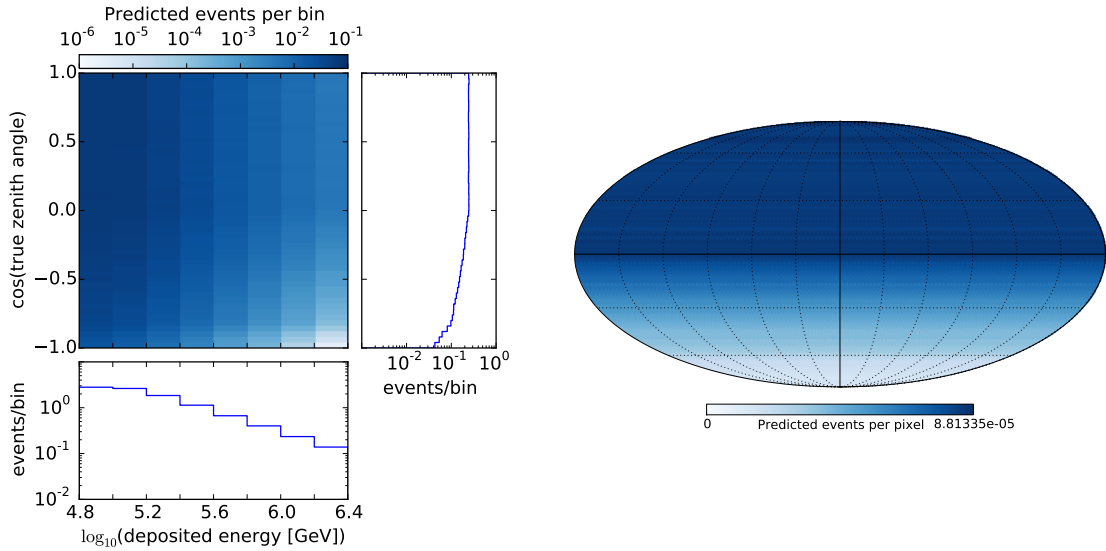 Predicted events per bin
10^-6 10^-5 10^-4 10^-3 10^-2 10^-1
1.0
0.5
0.0
−0.5
−1.0
cos(true zenith angle)
10^-2 10^-1 10^0
events/bin
10^0
10^-1
10^-2
events/bin
4.8 5.2 5.6 6.0 6.4
log10(deposited energy [GeV])
0 Predicted events per pixel 8.81335e-05